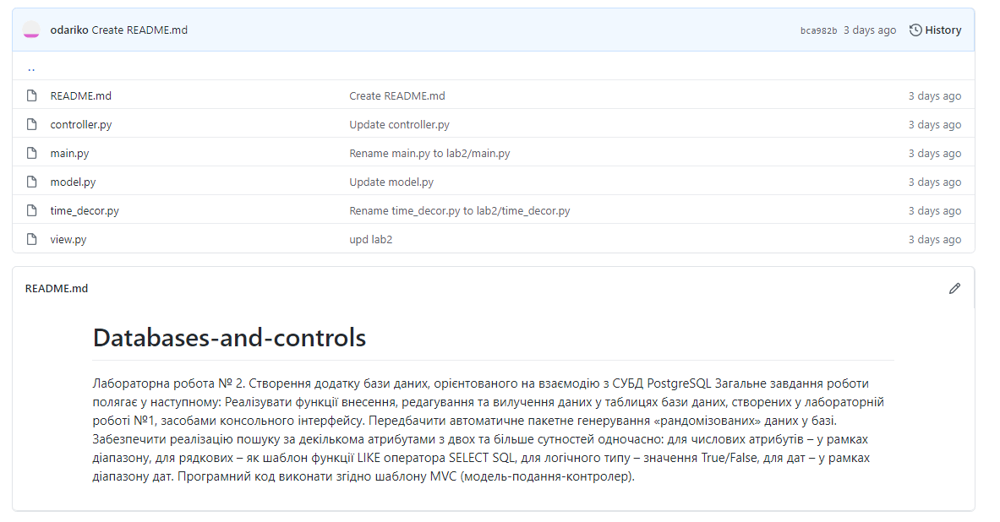 odariko Create README.md bca982b 3 days ago History
..
README.md Create README.md 3 days ago
controller.py Update controller.py 3 days ago
main.py Rename main.py to lab2/main.py 3 days ago
model.py Update model.py 3 days ago
time_decor.py Rename time_decor.py to lab2/time_decor.py 3 days ago
view.py upd lab2 3 days ago
README.md
Databases-and-controls
Лабораторна робота № 2. Створення додатку бази даних, орієнтованого на взаємодію з СУБД PostgreSQL Загальне завдання роботи
полягає у наступному: Реалізувати функції внесення, редагування та вилучення даних у таблицях бази даних, створених у лабораторній
роботі №1, засобами консольного інтерфейсу. Передбачити автоматичне пакетне генерування «рандомізованих» даних у базі.
Забезпечити реалізацію пошуку за декількома атрибутами з двох та більше сутностей одночасно: для числових атрибутів – у рамках
діапазону, для рядкових – як шаблон функції LIKE оператора SELECT SQL, для логічного типу – значення True/False, для дат – у рамках
діапазону дат. Програмний код виконати згідно шаблону MVC (модель-подання-контролер).